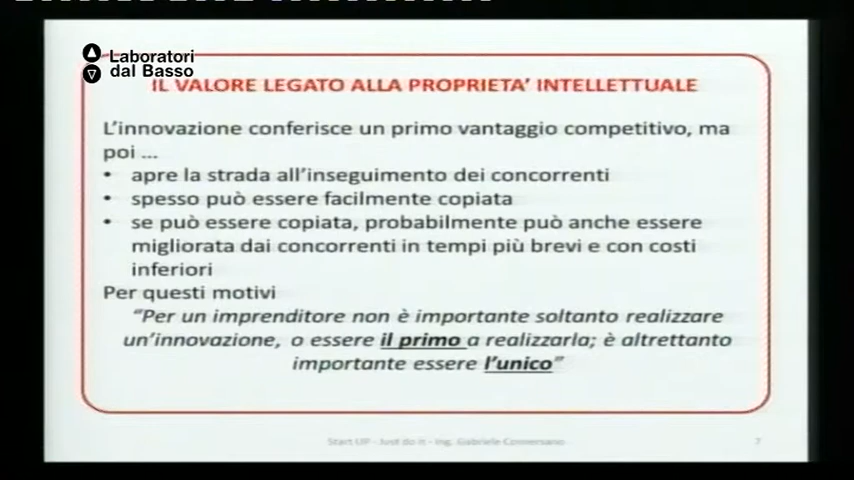 Laboratori
dal Basso
IL VALORE LEGATO ALLA PROPRIETA' INTELLETTUALE
L'innovazione conferisce un primo vantaggio competitivo, ma
poi ...
• apre la strada all'inseguimento dei concorrenti
• spesso può essere facilmente copiata
• se può essere copiata, probabilmente può anche essere
migliorata dai concorrenti in tempi più brevi e con costi
inferiori
Per questi motivi
"Per un imprenditore non è importante soltanto realizzare
un'innovazione, o essere il primo a realizzarla; è altrettanto
importante essere l'unico"
Start UP - Just do it - Ing. Gabriele Conversano
7